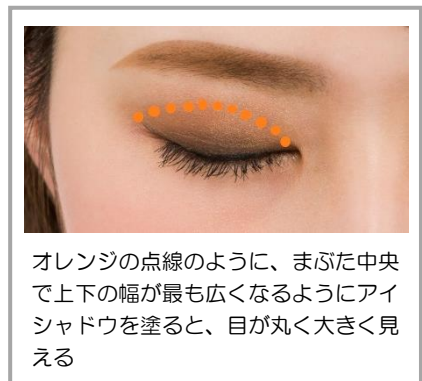 オレンジの点線のように、まぶた中央
で上下の幅が最も広くなるようにアイ
シャドウを塗ると、目が丸く大きく見
える